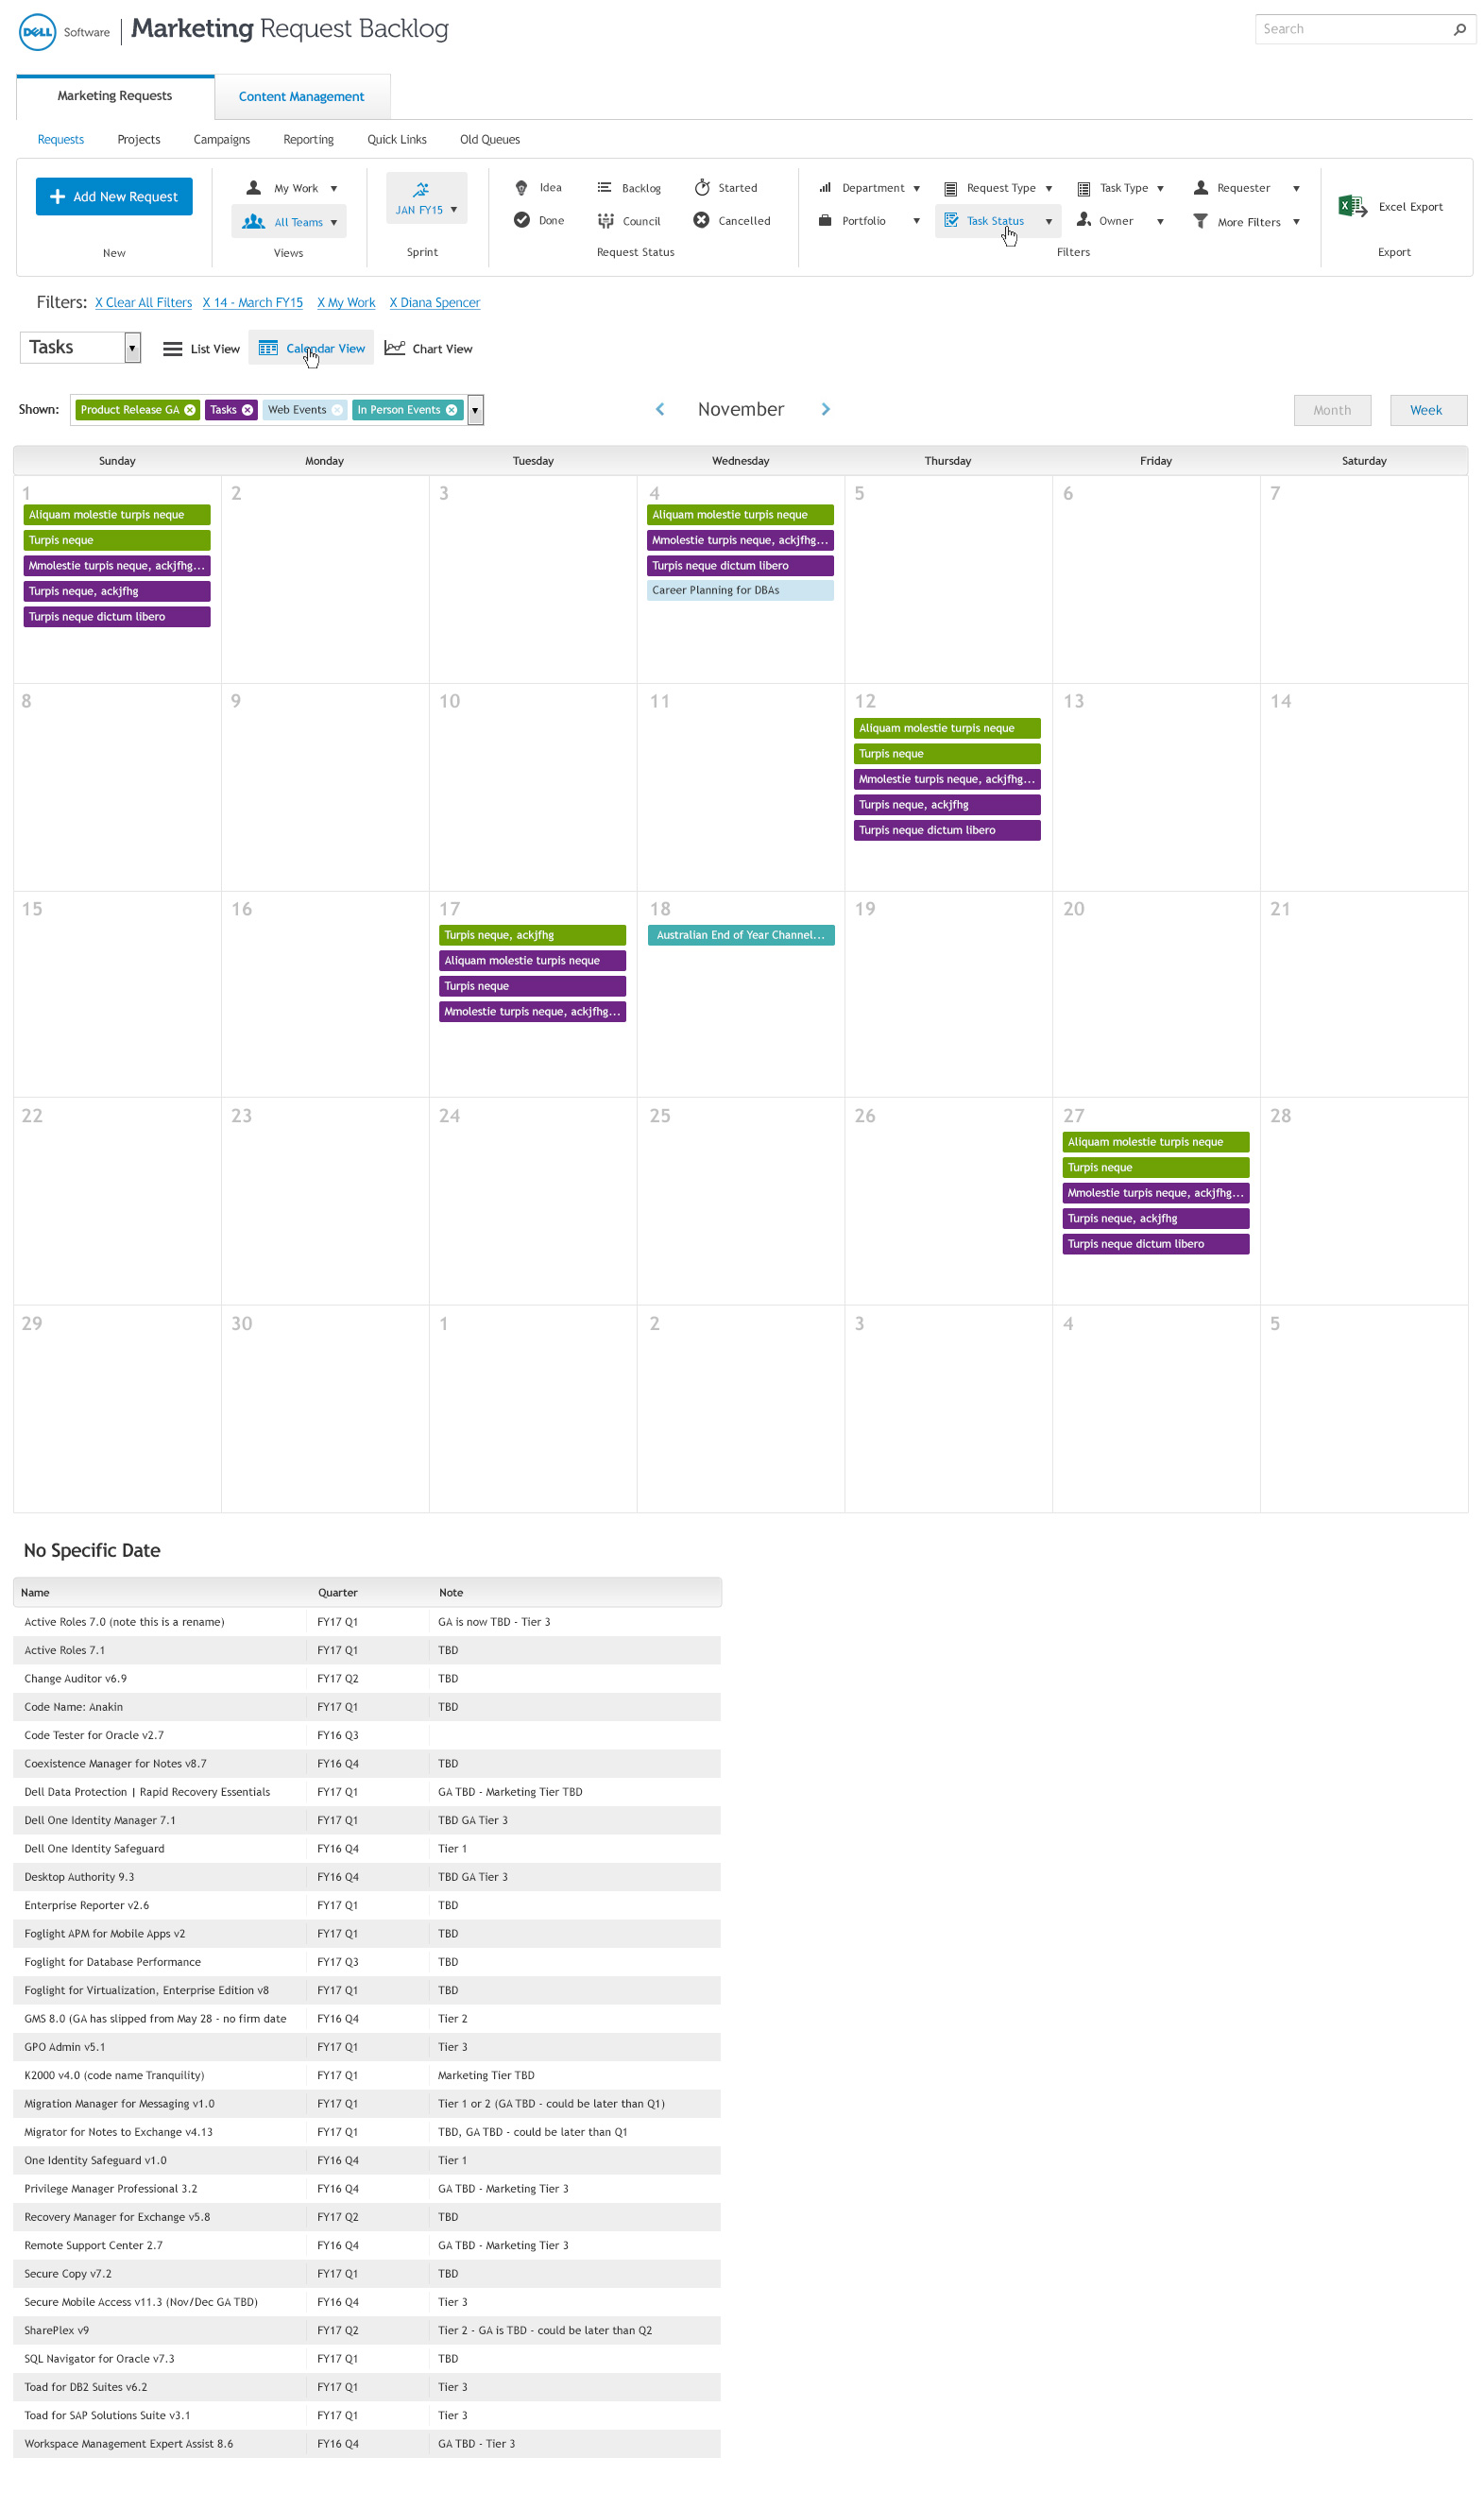 DELL Software | Marketing Request Backlog
Search
Marketing Requests Content Management
Requests Projects Campaigns Reporting Quick Links Old Queues
My Work Idea Backlog Started Department Request Type Task Type Requester
Add New Request JAN FY15 Excel Export
All Teams Done Council Cancelled Portfolio Task Status Owner More Filters
New Views Sprint Request Status Filters Export
Filters: X Clear All Filters X 14 - March FY15 X My Work X Diana Spencer
Tasks List View Calendar View Chart View
Shown: Product Release GA Tasks Web Events In Person Events November Month Week
Sunday Monday Tuesday Wednesday Thursday Friday Saturday
1 2 3 4 5 6 7
Aliquam molestie turpis neque Aliquam molestie turpis neque
Turpis neque Mmolestie turpis neque, ackjfhg...
Mmolestie turpis neque, ackjfhg... Turpis neque dictum libero
Turpis neque, ackjfhg Career Planning for DBAs
Turpis neque dictum libero
8 9 10 11 12 13 14
Aliquam molestie turpis neque
Turpis neque
Mmolestie turpis neque, ackjfhg...
Turpis neque, ackjfhg
Turpis neque dictum libero
15 16 17 18 19 20 21
Turpis neque, ackjfhg Australian End of Year Channel...
Aliquam molestie turpis neque
Turpis neque
Mmolestie turpis neque, ackjfhg...
22 23 24 25 26 27 28
Aliquam molestie turpis neque
Turpis neque
Mmolestie turpis neque, ackjfhg...
Turpis neque, ackjfhg
Turpis neque dictum libero
29 30 1 2 3 4 5
No Specific Date
Name Quarter Note
Active Roles 7.0 (note this is a rename) FY17 Q1 GA is now TBD - Tier 3
Active Roles 7.1 FY17 Q1 TBD
Change Auditor v6.9 FY17 Q2 TBD
Code Name: Anakin FY17 Q1 TBD
Code Tester for Oracle v2.7 FY16 Q3
Coexistence Manager for Notes v8.7 FY16 Q4 TBD
Dell Data Protection | Rapid Recovery Essentials FY17 Q1 GA TBD - Marketing Tier TBD
Dell One Identity Manager 7.1 FY17 Q1 TBD GA Tier 3
Dell One Identity Safeguard FY16 Q4 Tier 1
Desktop Authority 9.3 FY16 Q4 TBD GA Tier 3
Enterprise Reporter v2.6 FY17 Q1 TBD
Foglight APM for Mobile Apps v2 FY17 Q1 TBD
Foglight for Database Performance FY17 Q3 TBD
Foglight for Virtualization, Enterprise Edition v8 FY17 Q1 TBD
GMS 8.0 (GA has slipped from May 28 - no firm date FY16 Q4 Tier 2
GPO Admin v5.1 FY17 Q1 Tier 3
K2000 v4.0 (code name Tranquility) FY17 Q1 Marketing Tier TBD
Migration Manager for Messaging v1.0 FY17 Q1 Tier 1 or 2 (GA TBD - could be later than Q1)
Migrator for Notes to Exchange v4.13 FY17 Q1 TBD, GA TBD - could be later than Q1
One Identity Safeguard v1.0 FY16 Q4 Tier 1
Privilege Manager Professional 3.2 FY16 Q4 GA TBD - Marketing Tier 3
Recovery Manager for Exchange v5.8 FY17 Q2 TBD
Remote Support Center 2.7 FY16 Q4 GA TBD - Marketing Tier 3
Secure Copy v7.2 FY17 Q1 TBD
Secure Mobile Access v11.3 (Nov/Dec GA TBD) FY16 Q4 Tier 3
SharePlex v9 FY17 Q2 Tier 2 - GA is TBD - could be later than Q2
SQL Navigator for Oracle v7.3 FY17 Q1 TBD
Toad for DB2 Suites v6.2 FY17 Q1 Tier 3
Toad for SAP Solutions Suite v3.1 FY17 Q1 Tier 3
Workspace Management Expert Assist 8.6 FY16 Q4 GA TBD - Tier 3